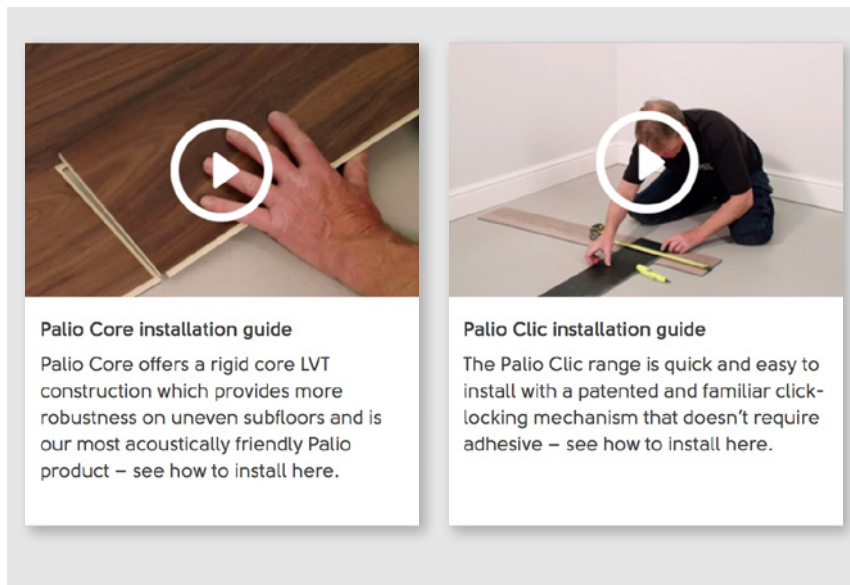 Palio Core installation guide
Palio Core offers a rigid core LVT
construction which provides more
robustness on uneven subfloors and is
our most acoustically friendly Palio
product – see how to install here.
Palio Clic installation guide
The Palio Clic range is quick and easy to
install with a patented and familiar click-
locking mechanism that doesn’t require
adhesive – see how to install here.